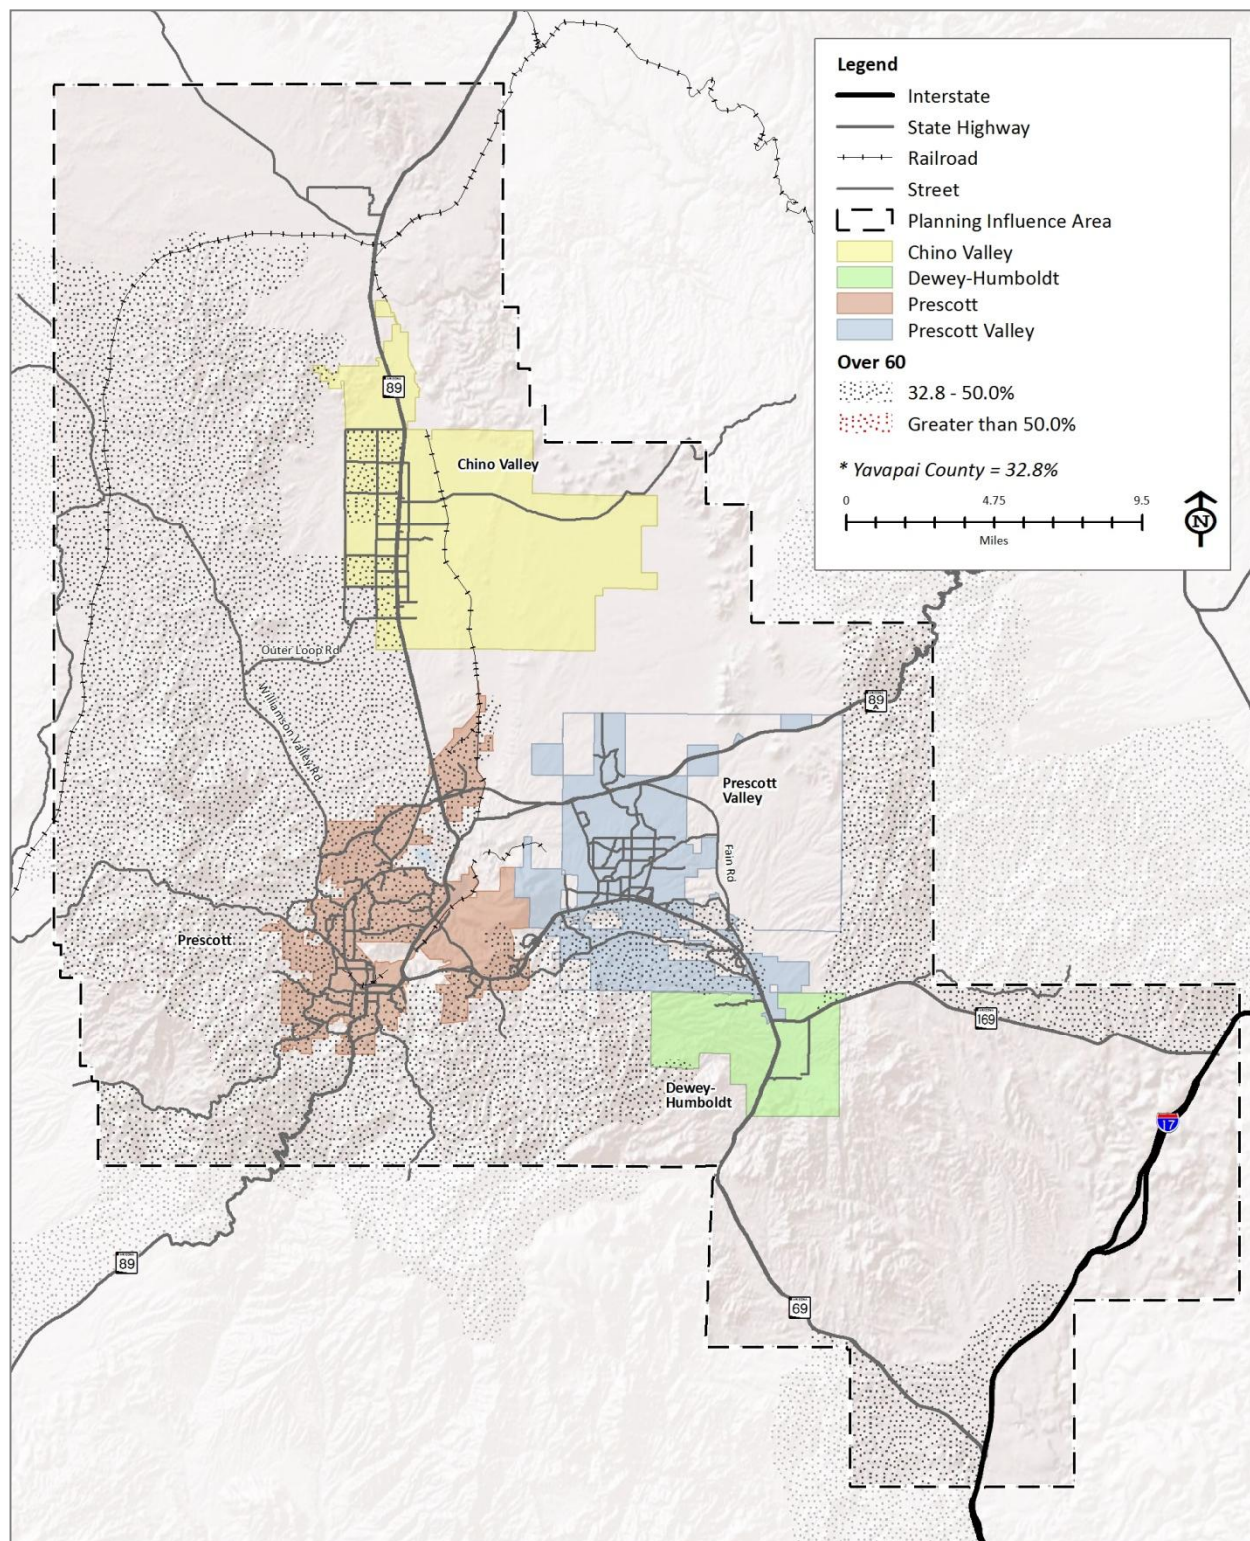 Legend
Interstate
State Highway
Railroad
Street
Planning Influence Area
Chino Valley
Dewey-Humboldt
Prescott
Prescott Valley
Over 60
32.8 - 50.0%
Greater than 50.0%
* Yavapai County = 32.8%
0 4.75 9.5
Miles
N
89
Chino Valley
Outer Loop Rd
Williamson Valley Rd
89
A
Prescott
Valley
Fain Rd
Prescott
169
Dewey-
Humboldt
17
89
69